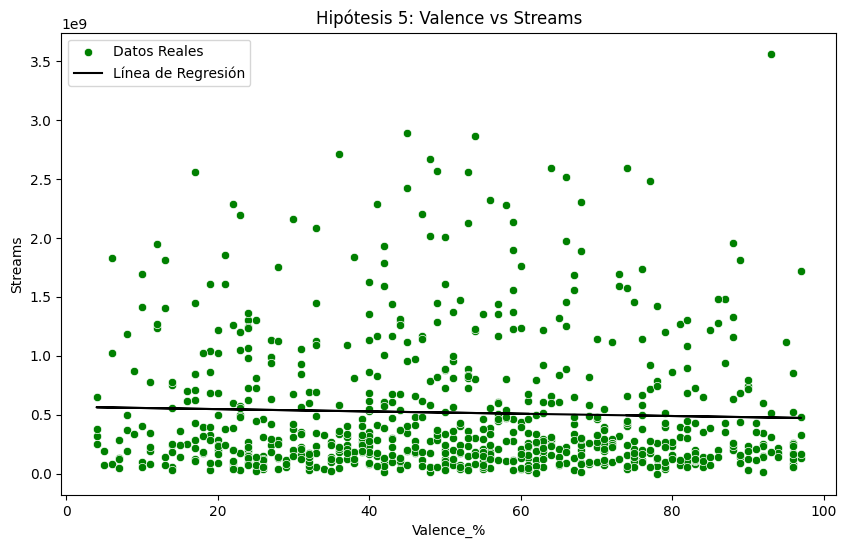 Hipótesis 5: Valence vs Streams
1e9
Datos Reales
Línea de Regresión
3.5
3.0
2.5
2.0
1.5
1.0
0.5
0.0
Streams
0 20 40 60 80 100
Valence_%